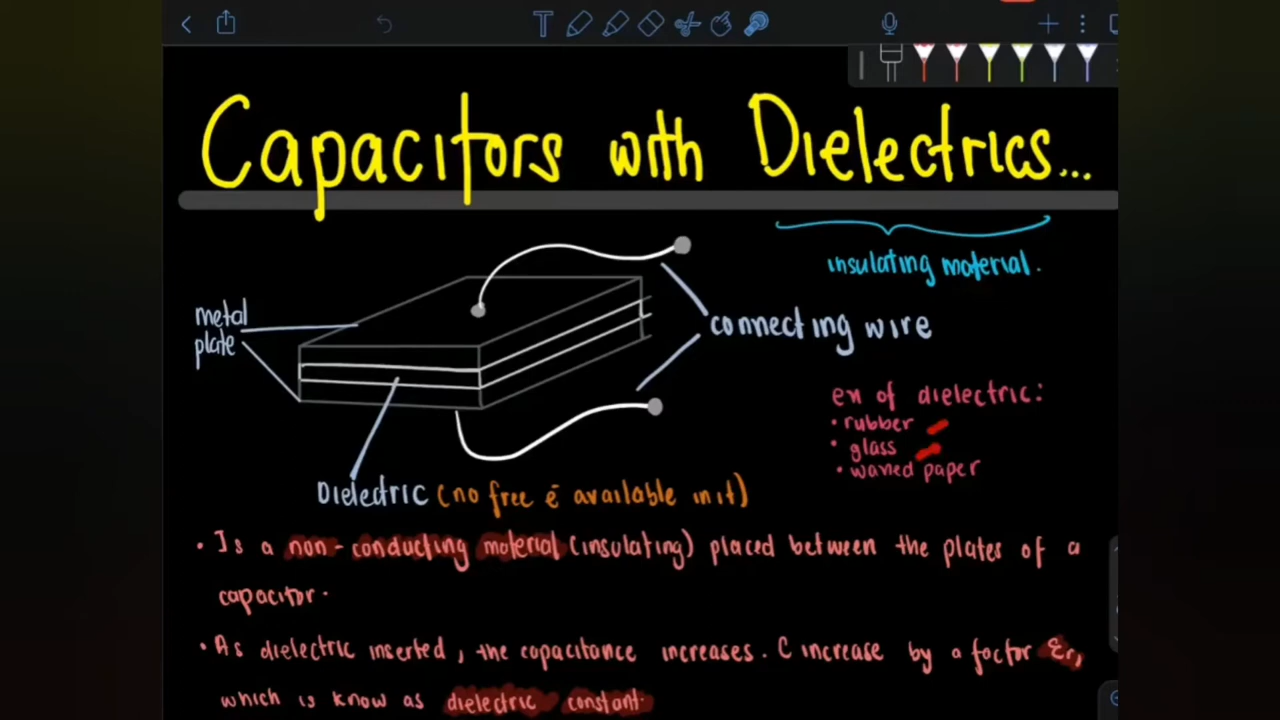 Capacitors with Dielectrics...
insulating material.
metal
plate
connecting wire
ex of dielectric:
• rubber
• glass
• waxed paper
Dielectric (no free e⁻ available in it)
• Is a non-conducting material (insulating) placed between the plates of a
capacitor.
• As dielectric inserted, the capacitance increases. C increase by a factor εr,
which is know as dielectric constant.